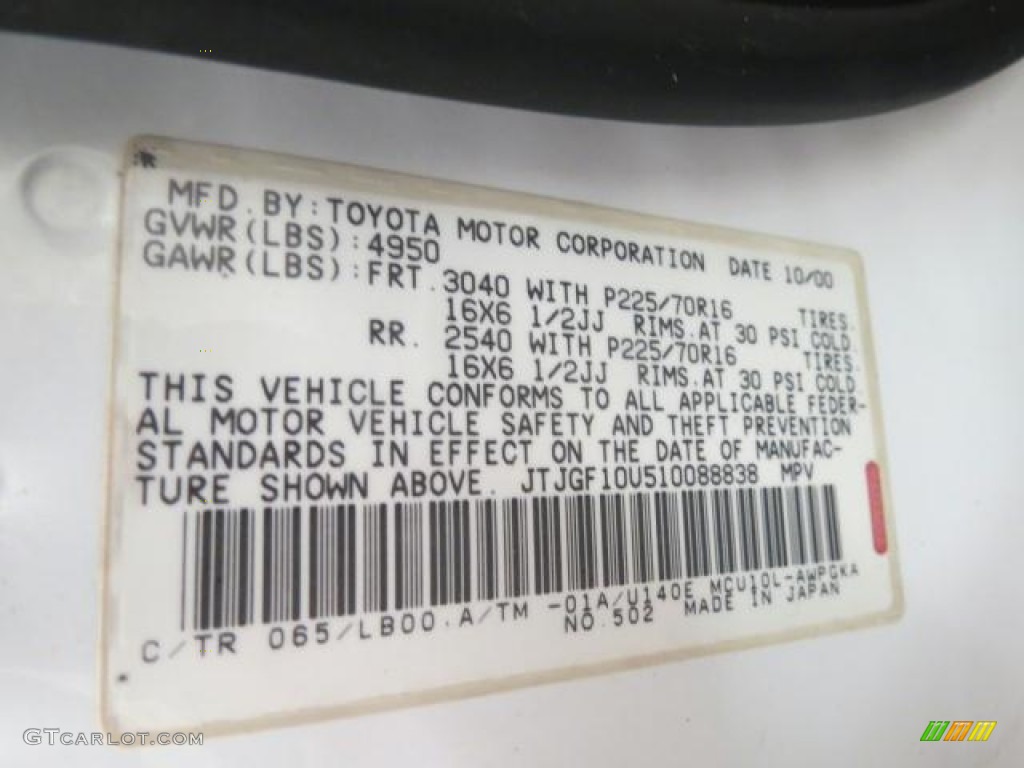 MFD.BY:TOYOTA MOTOR CORPORATION DATE 10/00
GVWR(LBS):4950
GAWR(LBS):FRT.3040 WITH P225/70R16 TIRES.
16X6 1/2JJ RIMS.AT 30 PSI COLD.
RR. 2540 WITH P225/70R16 TIRES.
16X6 1/2JJ RIMS.AT 30 PSI COLD.
THIS VEHICLE CONFORMS TO ALL APPLICABLE FEDER-
AL MOTOR VEHICLE SAFETY AND THEFT PREVENTION
STANDARDS IN EFFECT ON THE DATE OF MANUFAC-
TURE SHOWN ABOVE. JTJGF10U510088838 MPV
C/TR 065/LB00.A/TM -01A/U140E MCU10L-AWPGKA
NO.502 MADE IN JAPAN
GTCARLOT.COM